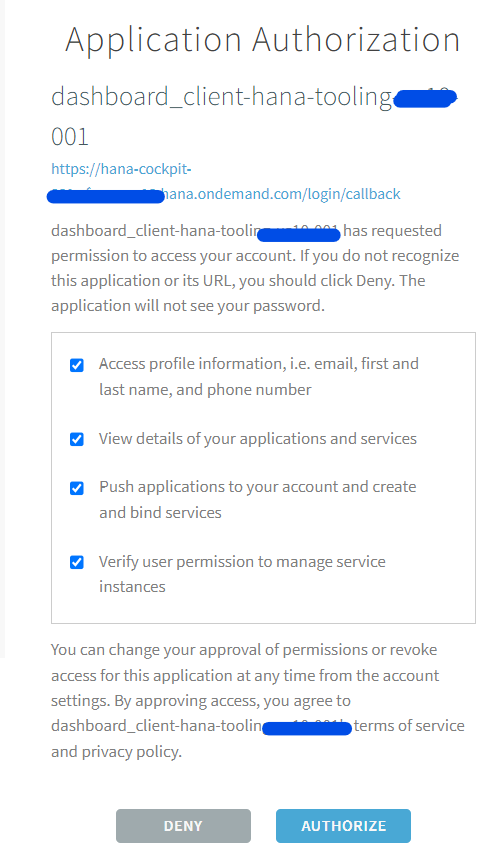 Application Authorization
dashboard_client-hana-tooling
001
https://hana-cockpit-
hana.ondemand.com/login/callback
dashboard_client-hana-toolin has requested
permission to access your account. If you do not recognize
this application or its URL, you should click Deny. The
application will not see your password.
Access profile information, i.e. email, first and
last name, and phone number
View details of your applications and services
Push applications to your account and create
and bind services
Verify user permission to manage service
instances
You can change your approval of permissions or revoke
access for this application at any time from the account
settings. By approving access, you agree to
dashboard_client-hana-toolin terms of service
and privacy policy.
DENY AUTHORIZE